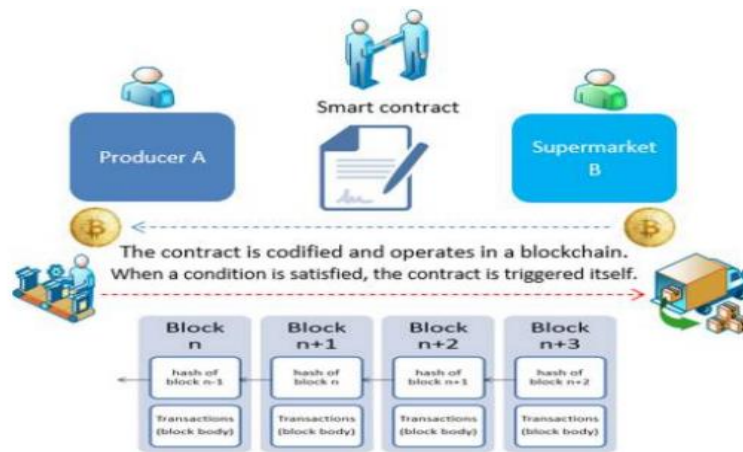 Smart contract
Producer A
Supermarket
B
The contract is codified and operates in a blockchain.
When a condition is satisfied, the contract is triggered itself.
Block
n
Block
n+1
Block
n+2
Block
n+3
hash of
block n-1
hash of
block n
hash of
block n+1
hash of
block n+2
Transactions
(block body)
Transactions
(block body)
Transactions
(block body)
Transactions
(block body)